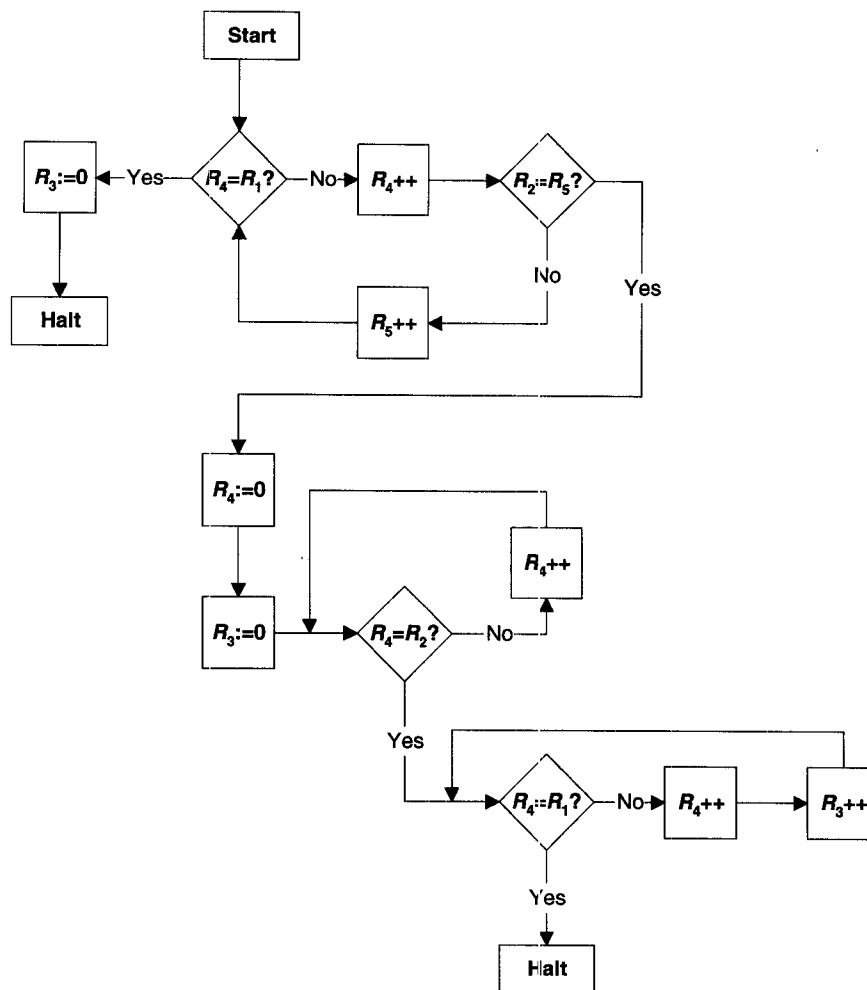 Start
R₃:=0
Yes
R₄=R₁?
No
R₄++
R₂=R₅?
No
Yes
Halt
R₅++
R₄:=0
R₄++
R₃:=0
R₄=R₂?
No
Yes
R₄=R₁?
No
R₄++
R₃++
Yes
Halt